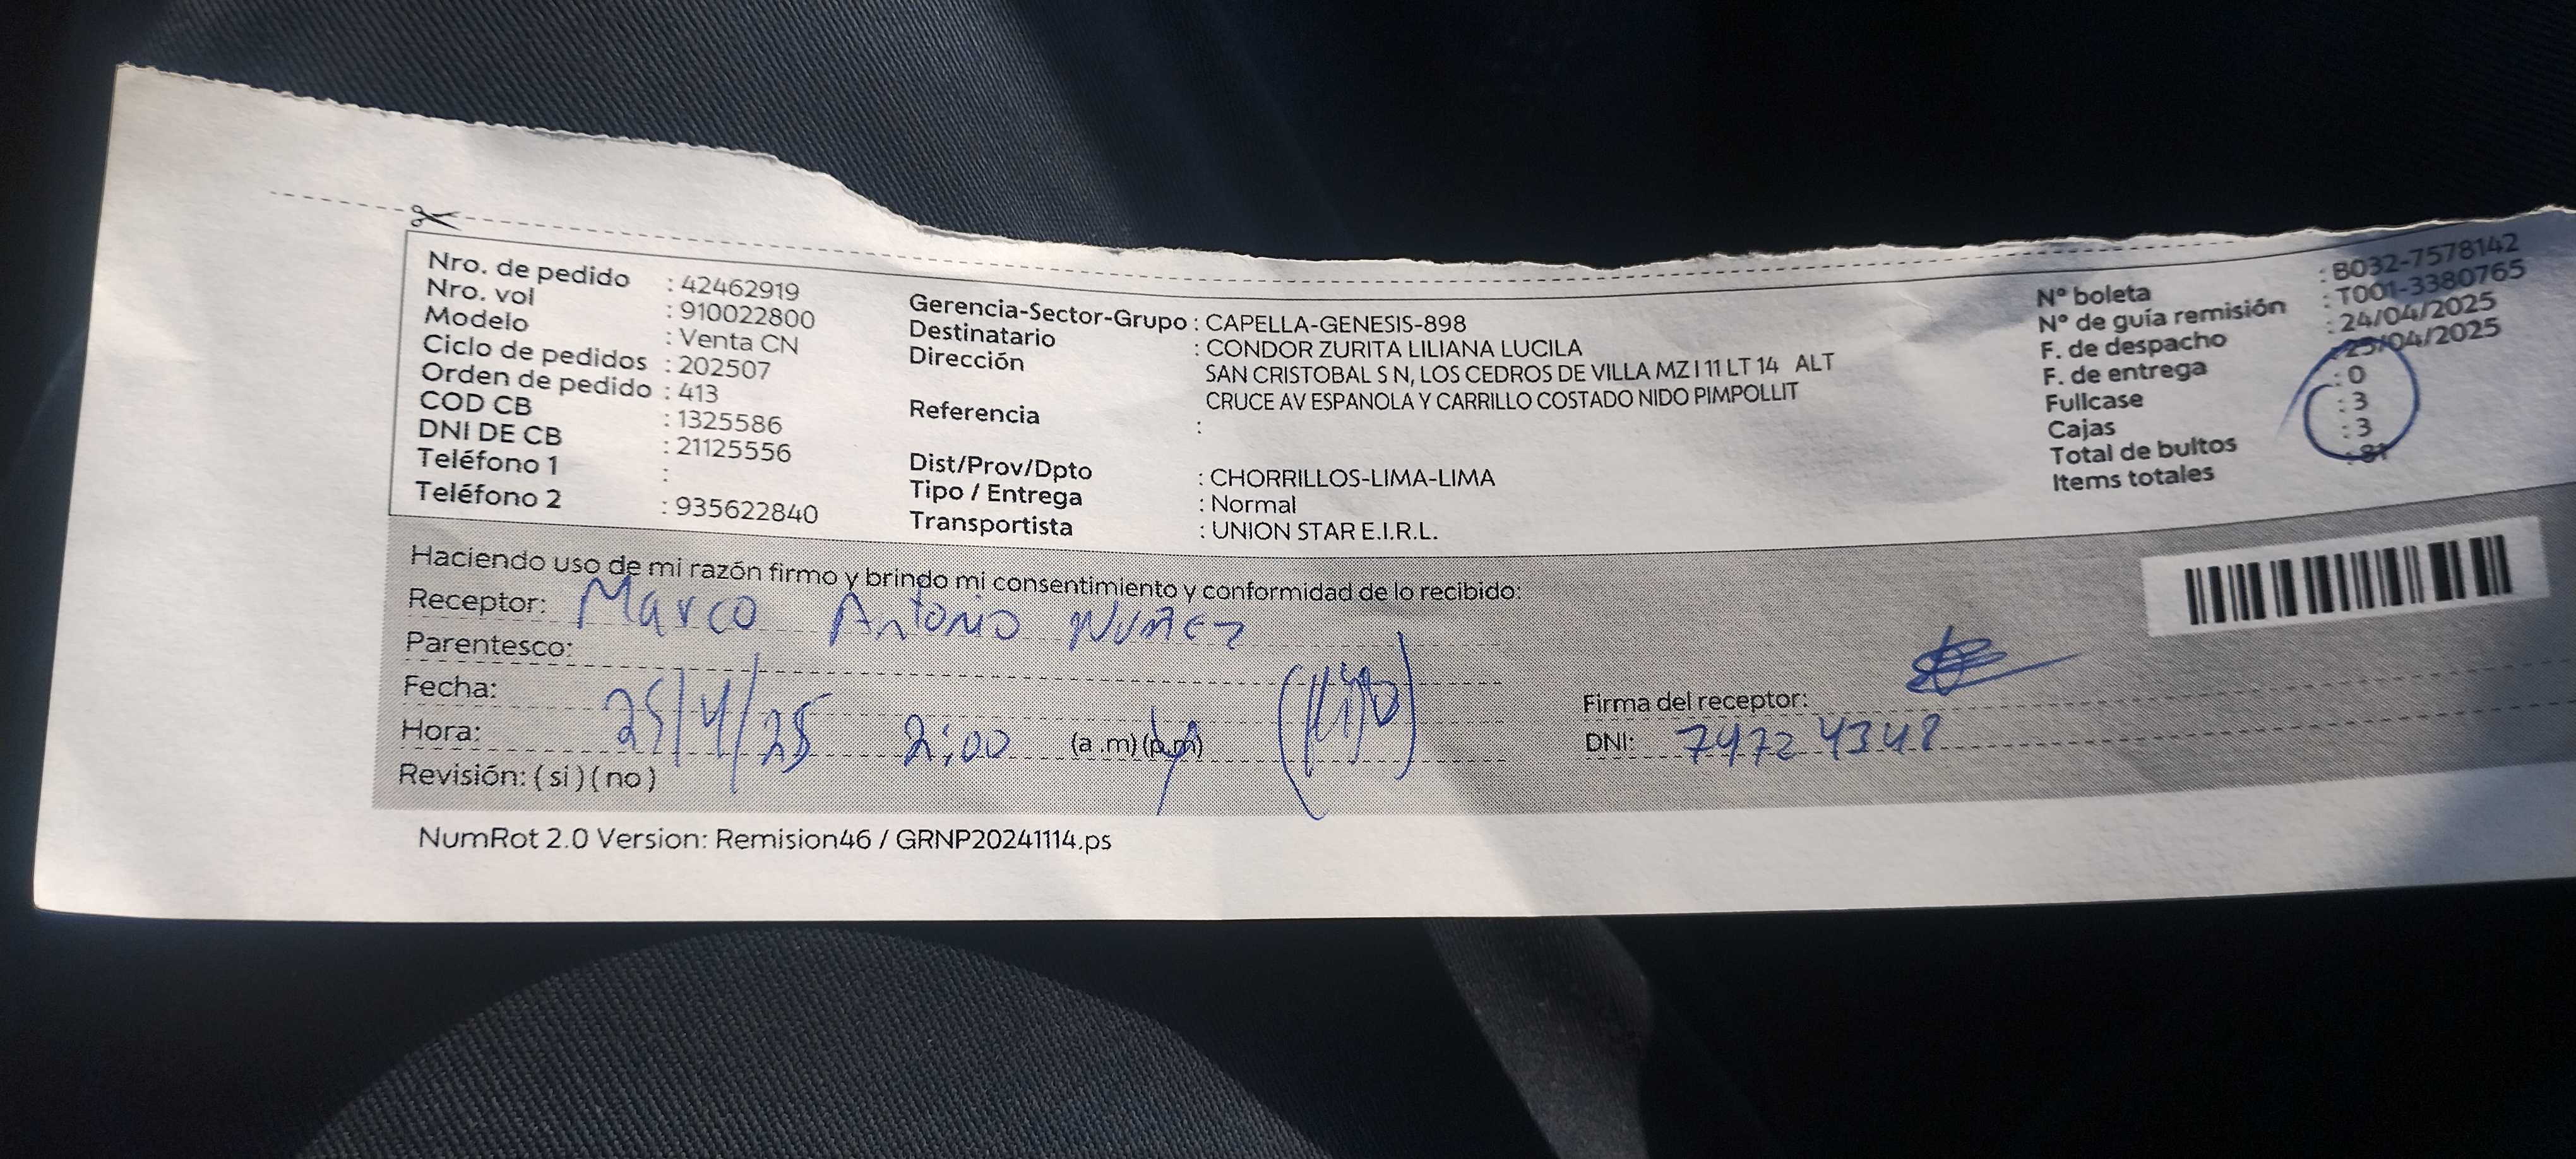 Nro. de pedido : 42462919
Nro. vol : 910022800
Modelo : Venta CN
Ciclo de pedidos : 202507
Orden de pedido : 413
COD CB : 1325586
DNI DE CB : 21125556
Teléfono 1 :
Teléfono 2 : 935622840
Gerencia-Sector-Grupo : CAPELLA-GENESIS-898
Destinatario : CONDOR ZURITA LILIANA LUCILA
Dirección SAN CRISTOBAL S N, LOS CEDROS DE VILLA MZ I 11 LT 14 ALT
CRUCE AV ESPANOLA Y CARRILLO COSTADO NIDO PIMPOLLIT
Referencia :
Dist/Prov/Dpto : CHORRILLOS-LIMA-LIMA
Tipo / Entrega : Normal
Transportista : UNION STAR E.I.R.L.
N° boleta : B032-7578142
N° de guía remisión : T001-3380765
F. de despacho : 24/04/2025
F. de entrega : 25/04/2025
Fullcase : 0
Cajas : 3
Total de bultos : 3
Items totales : 81
Haciendo uso de mi razón firmo y brindo mi consentimiento y conformidad de lo recibido:
Receptor: Marco Antonio Nuñez
Parentesco: (Hijo)
Fecha: 25/4/25
Hora: 2:00 (a .m) (p.m)
Revisión: ( si ) ( no )
Firma del receptor:
DNI: 74724348
NumRot 2.0 Version: Remision46 / GRNP20241114.ps